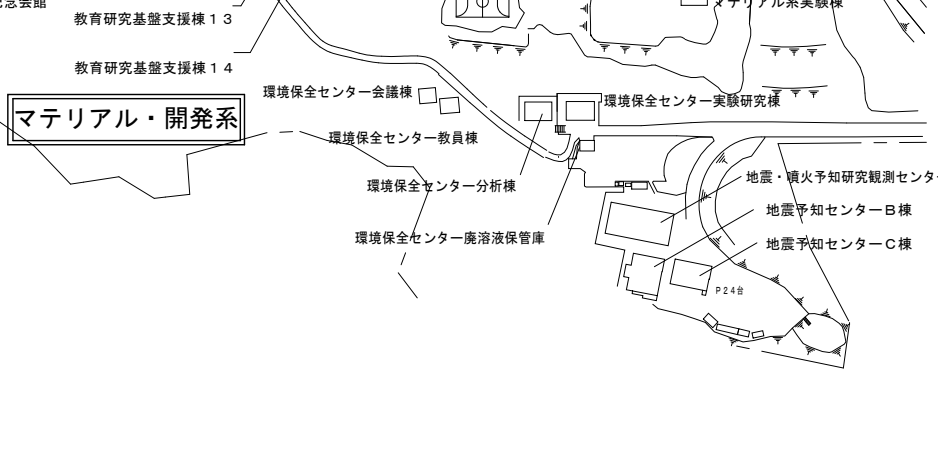 念会館
マテリアル系実験棟
教育研究基盤支援棟１３
教育研究基盤支援棟１４
環境保全センター会議棟
環境保全センター実験研究棟
マテリアル・開発系
環境保全センター教員棟
地震・噴火予知研究観測センタ
環境保全センター分析棟
地震予知センターＢ棟
環境保全センター廃溶液保管庫
地震予知センターＣ棟
Ｐ２４台